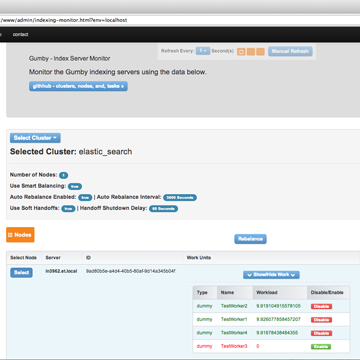 /www/admin/indexing-monitor.html?env=localhost
contact
Refresh Every: 1 Second(s) Manual Refresh
Gumby - Index Server Monitor
Monitor the Gumby indexing servers using the data below.
githhub - clusters, nodes, and, tasks »
Select Cluster
Selected Cluster: elastic_search
Number of Nodes: 1
Use Smart Balancing: true
Auto Rebalance Enabled: true | Auto Rebalance Interval: 3600 Seconds
Use Soft Handoffs: true | Handoff Shutdown Delay: 60 Seconds
Nodes
Rebalance
Select Node Server ID Work Units
Select in3962.et.local 9ad80b5e-a4d4-40b5-80af-9d14a345b04f
Show/Hide Work
Type Name Workload Disable/Enable
dummy TestWorker2 9.919104915578105 Disable
dummy TestWorker1 9.926077858457207 Disable
dummy TestWorker4 9.91678438484355 Disable
dummy TestWorker3 0 Enable